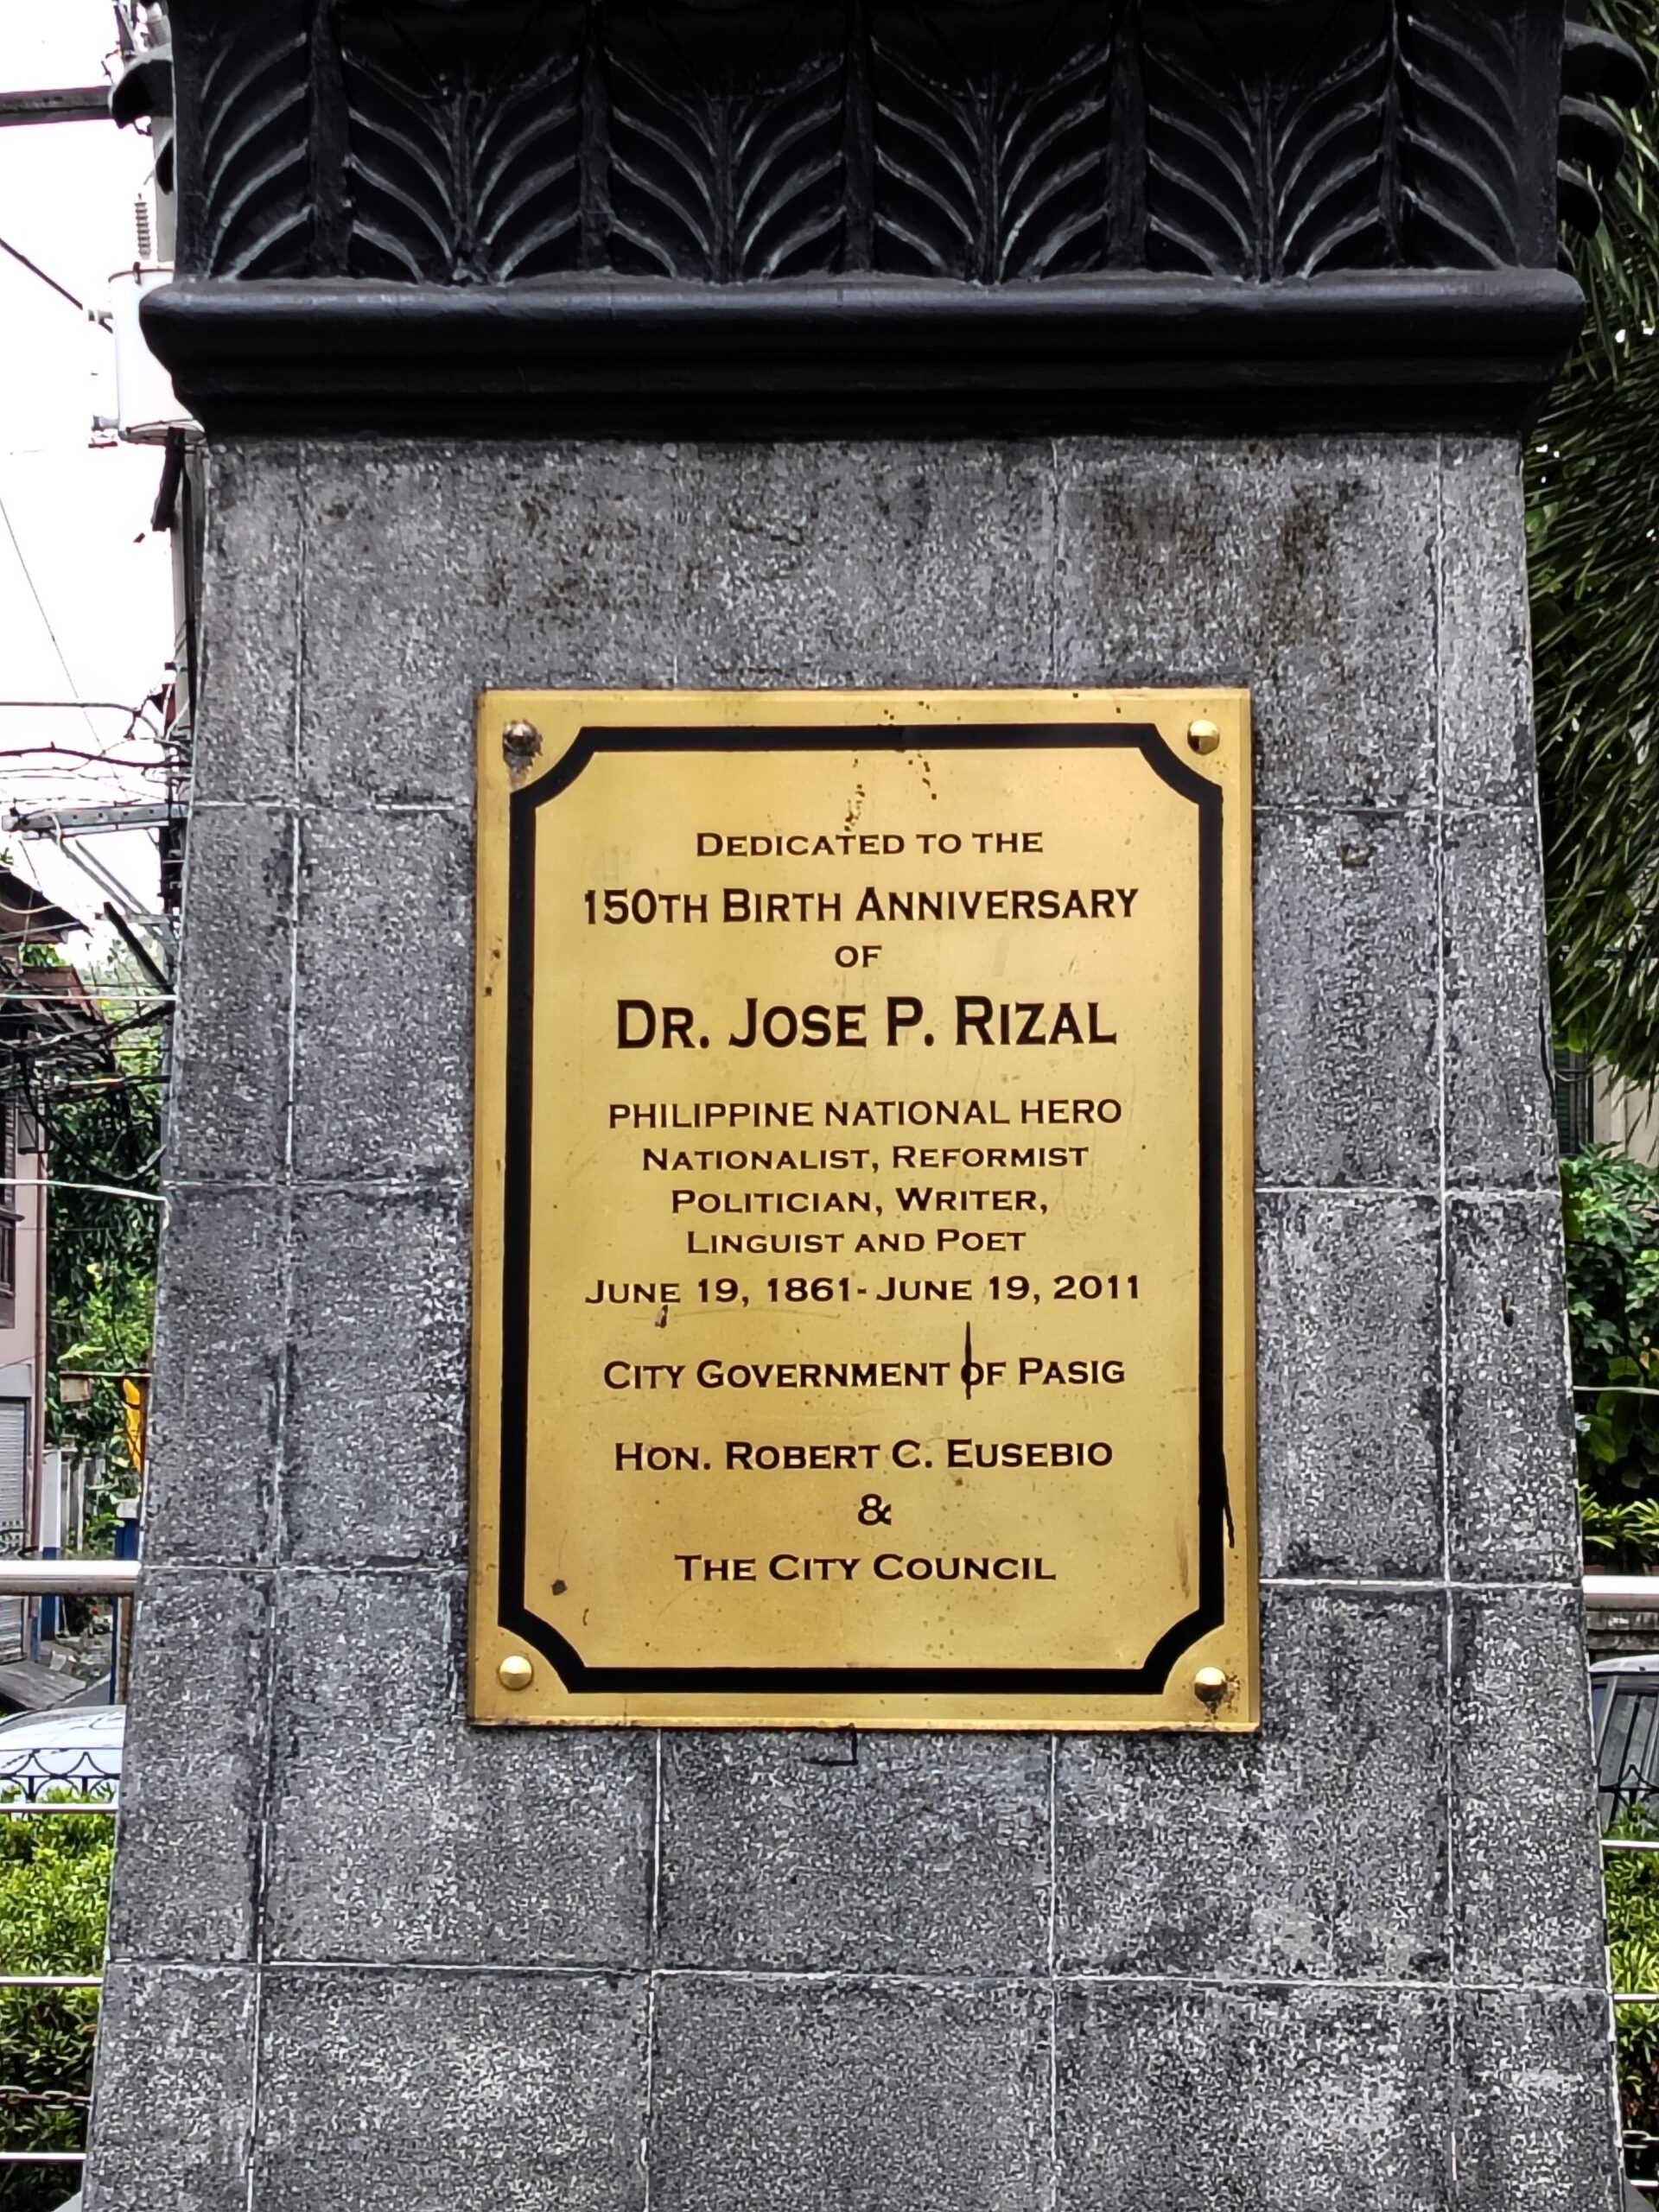 DEDICATED TO THE
150TH BIRTH ANNIVERSARY
OF
DR. JOSE P. RIZAL
PHILIPPINE NATIONAL HERO
NATIONALIST, REFORMIST
POLITICIAN, WRITER,
LINGUIST AND POET
JUNE 19, 1861- JUNE 19, 2011
CITY GOVERNMENT OF PASIG
HON. ROBERT C. EUSEBIO
&
THE CITY COUNCIL